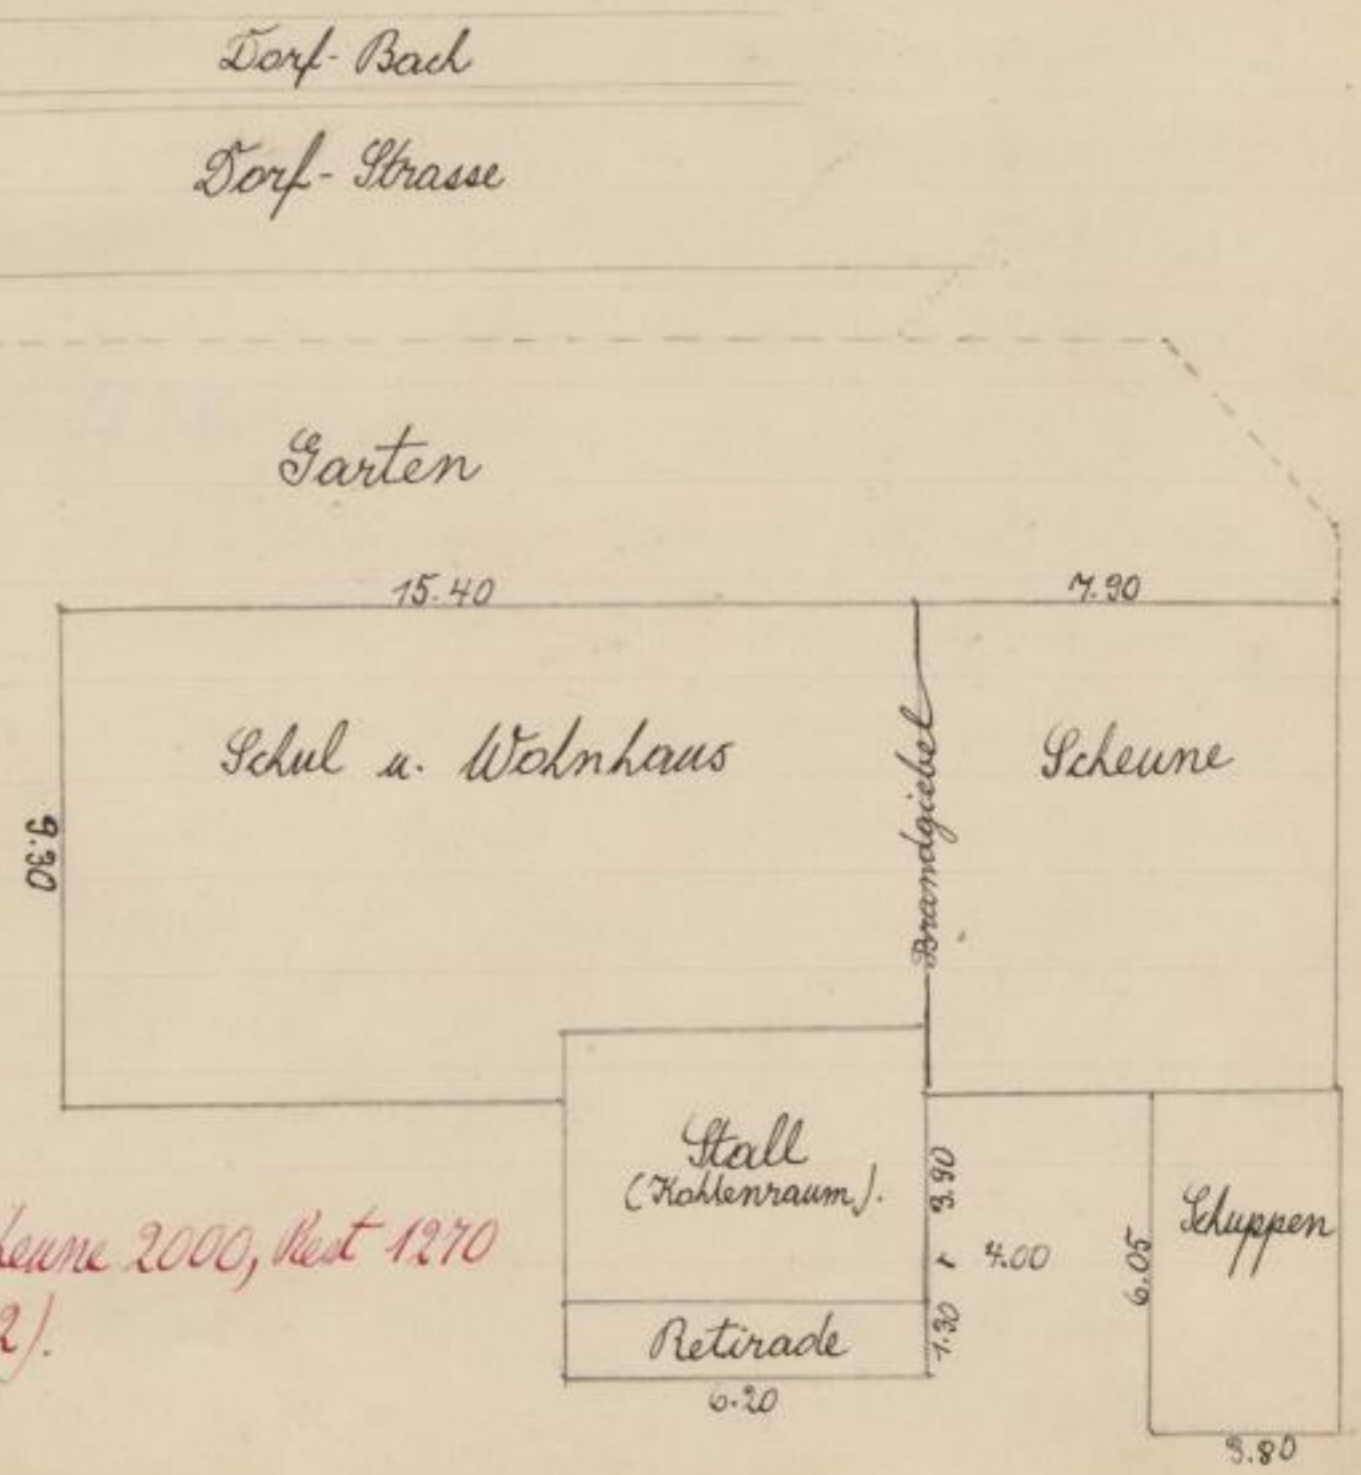 Dorf-Bach
Dorf-Strasse
Garten
15.40
7.90
Schul u. Wohnhaus
Brandgiebel
Scheune
9.30
Stall
(Kohlenraum).
3.90
4.00
6.05
Schuppen
2000, Rest 1270
2).
Retirade
1.30
6.20
3.80